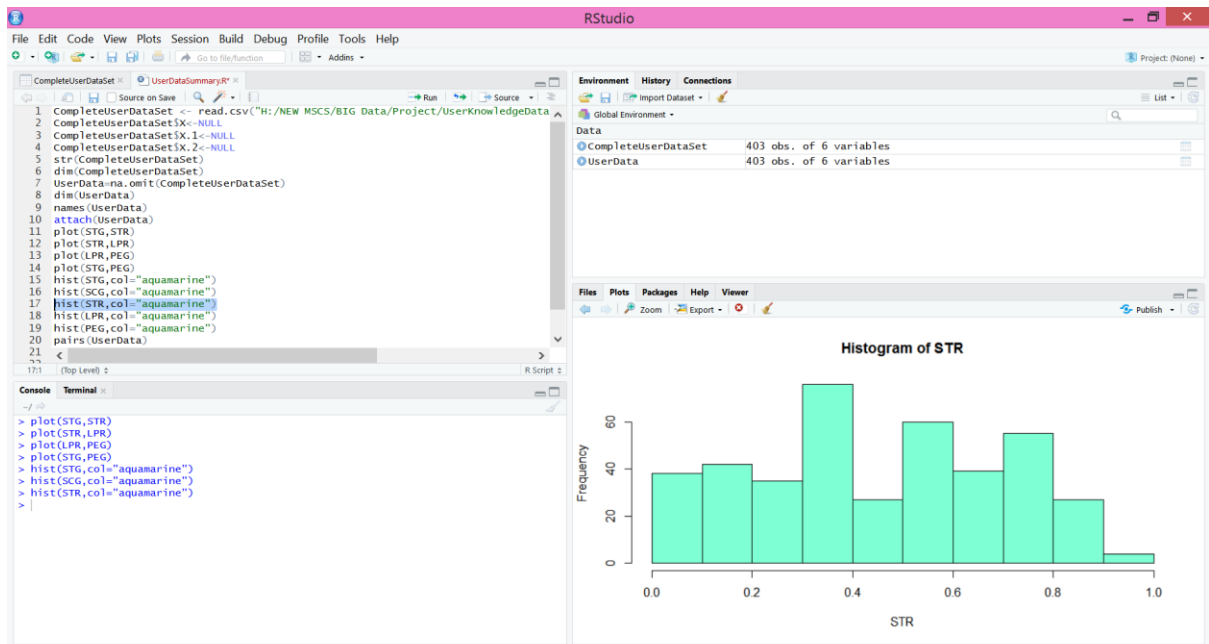 RStudio
File Edit Code View Plots Session Build Debug Profile Tools Help
Go to file/function Addins Project: (None)
CompleteUserDataSet UserDataSummary.R*
Source on Save Run Source
1 CompleteUserDataSet <- read.csv("H:/NEW MSCS/BIG Data/Project/UserKnowledgeData
2 CompleteUserDataSet$X<-NULL
3 CompleteUserDataSet$X.1<-NULL
4 CompleteUserDataSet$X.2<-NULL
5 str(CompleteUserDataSet)
6 dim(CompleteUserDataSet)
7 UserData=na.omit(CompleteUserDataSet)
8 dim(UserData)
9 names(UserData)
10 attach(UserData)
11 plot(STG,STR)
12 plot(STR,LPR)
13 plot(LPR,PEG)
14 plot(STG,PEG)
15 hist(STG,col="aquamarine")
16 hist(SCG,col="aquamarine")
17 hist(STR,col="aquamarine")
18 hist(LPR,col="aquamarine")
19 hist(PEG,col="aquamarine")
20 pairs(UserData)
21
17:1 (Top Level) R Script
Console Terminal
~/
> plot(STG,STR)
> plot(STR,LPR)
> plot(LPR,PEG)
> plot(STG,PEG)
> hist(STG,col="aquamarine")
> hist(SCG,col="aquamarine")
> hist(STR,col="aquamarine")
>
Environment History Connections
Import Dataset List
Global Environment
Data
CompleteUserDataSet 403 obs. of 6 variables
UserData 403 obs. of 6 variables
Files Plots Packages Help Viewer
Zoom Export Publish
Histogram of STR
Frequency
60
40
20
0
0.0 0.2 0.4 0.6 0.8 1.0
STR